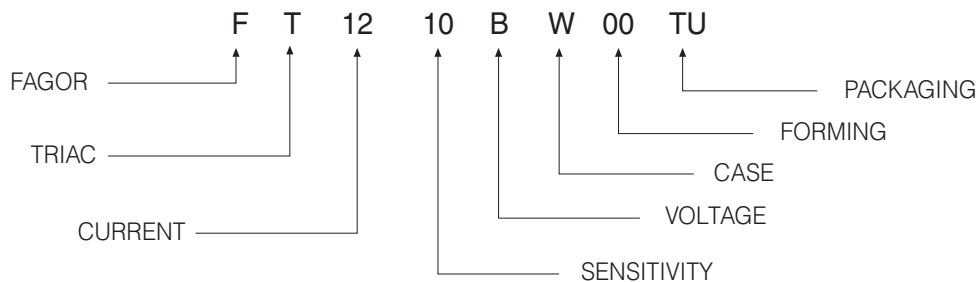 F T 12 10 B W 00 TU
FAGOR
PACKAGING
FORMING
TRIAC
CASE
VOLTAGE
CURRENT
SENSITIVITY